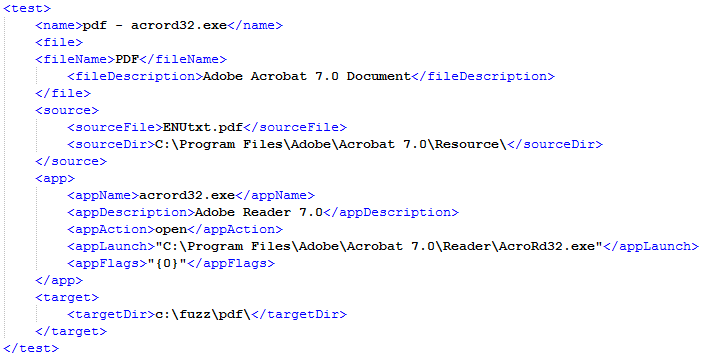 <test>
<name>pdf - acrord32.exe</name>
<file>
<fileName>PDF</fileName>
<fileDescription>Adobe Acrobat 7.0 Document</fileDescription>
</file>
<source>
<sourceFile>ENUtxt.pdf</sourceFile>
<sourceDir>C:\Program Files\Adobe\Acrobat 7.0\Resource\</sourceDir>
</source>
<app>
<appName>acrord32.exe</appName>
<appDescription>Adobe Reader 7.0</appDescription>
<appAction>open</appAction>
<appLaunch>"C:\Program Files\Adobe\Acrobat 7.0\Reader\AcroRd32.exe"</appLaunch>
<appFlags>"{0}"</appFlags>
</app>
<target>
<targetDir>c:\fuzz\pdf\</targetDir>
</target>
</test>